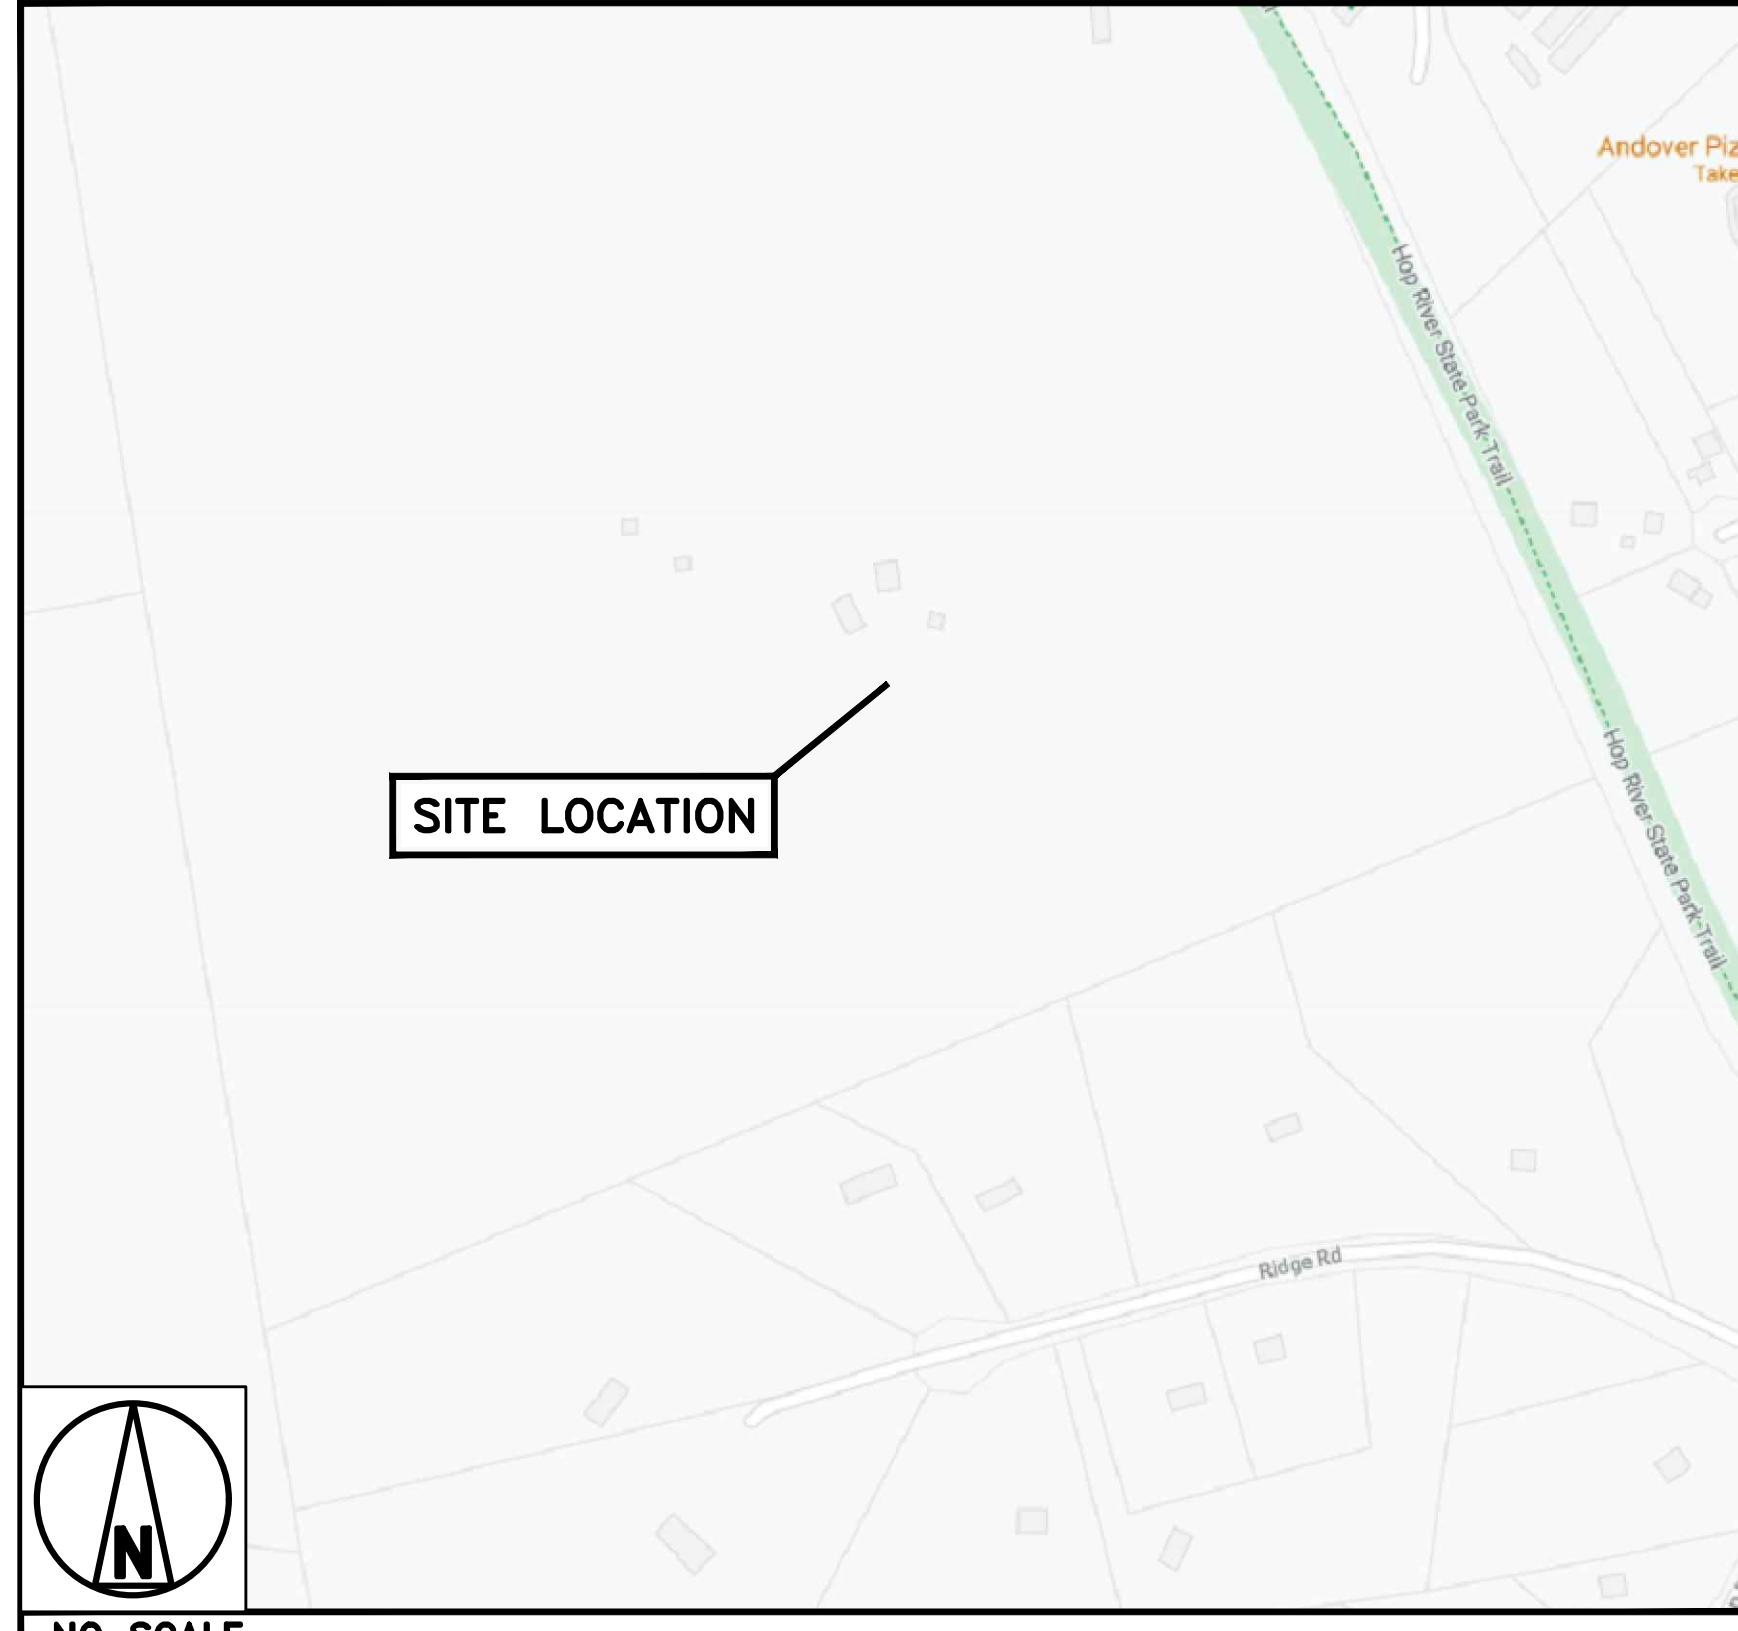 Andover Piz
Take
Hop River State Park Trail
SITE LOCATION
Hop River State Park Trail
Ridge Rd
N
NO SCALE